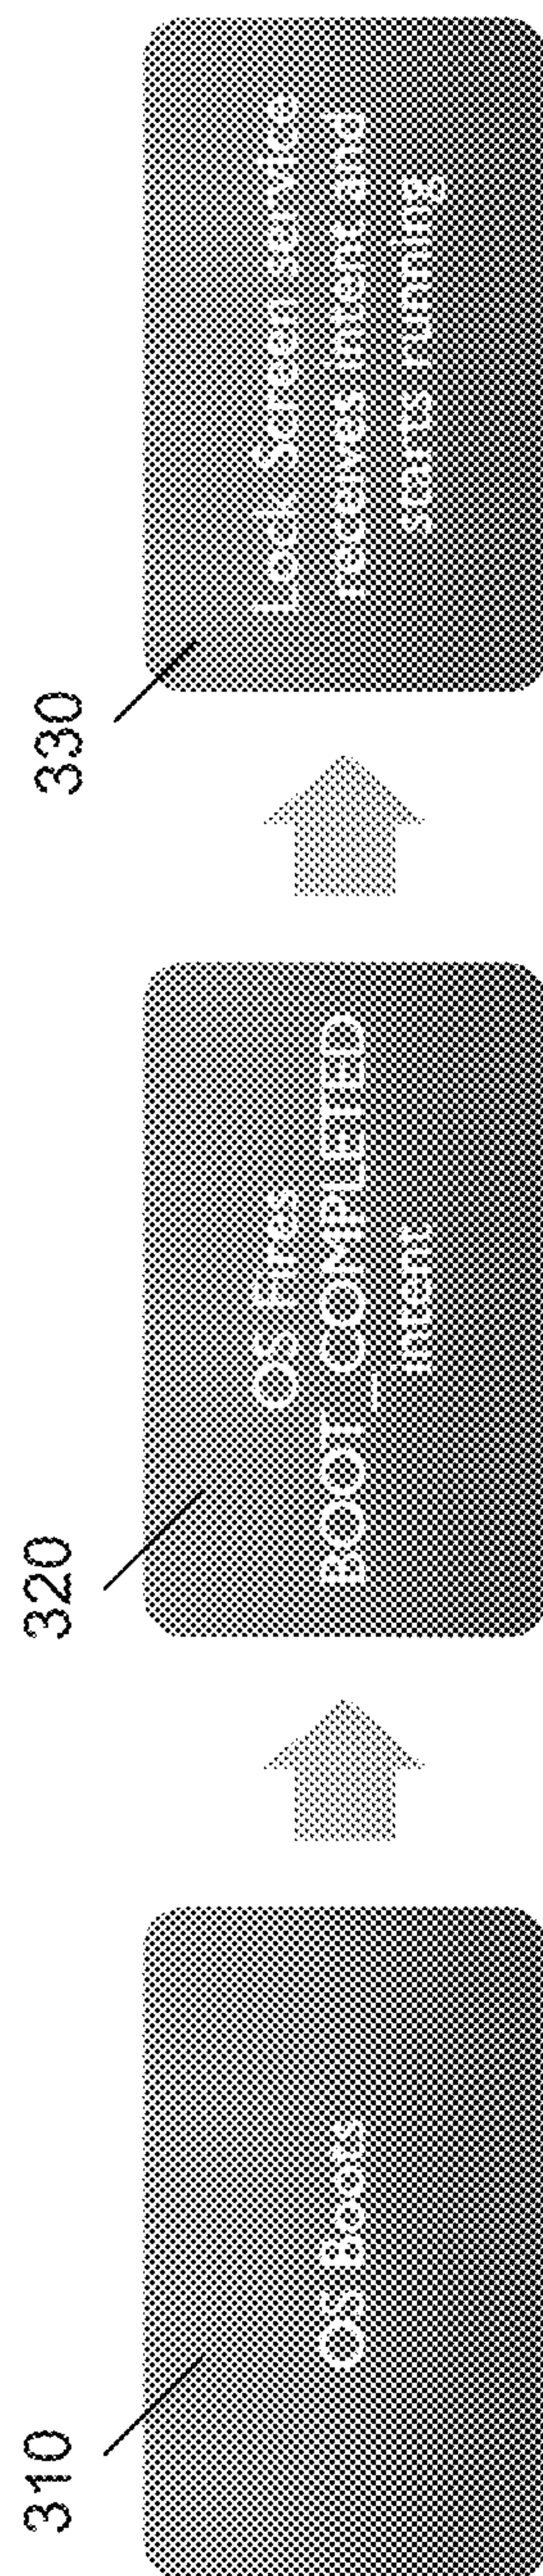 310
OS Boots
320
OS Fires
BOOT_COMPLETED
Intent
330
Lock Screen service
receives intent and
starts running